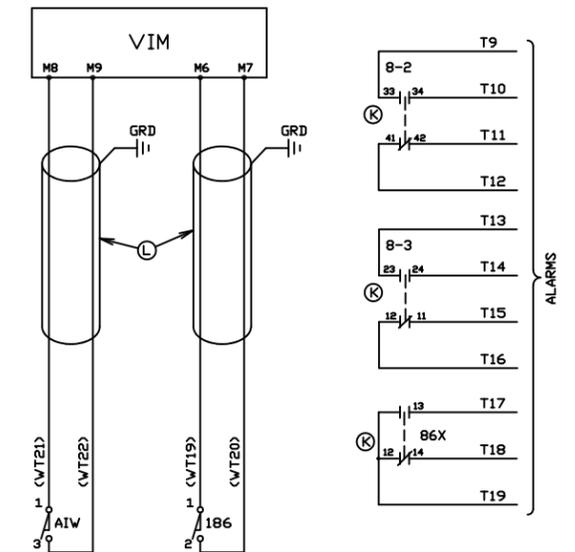 VIM
M8 M9 M6 M7
GRD GRD
L
(WT21) (WT22) (WT19) (WT20)
1 1
AIW 186
3 2
T9
8-2
33 34 T10
K
41 42 T11
T12
T13
8-3
23 24 T14
K
12 11 T15
T16
T17
13
K 86X
12 14 T18
T19
ALARMS